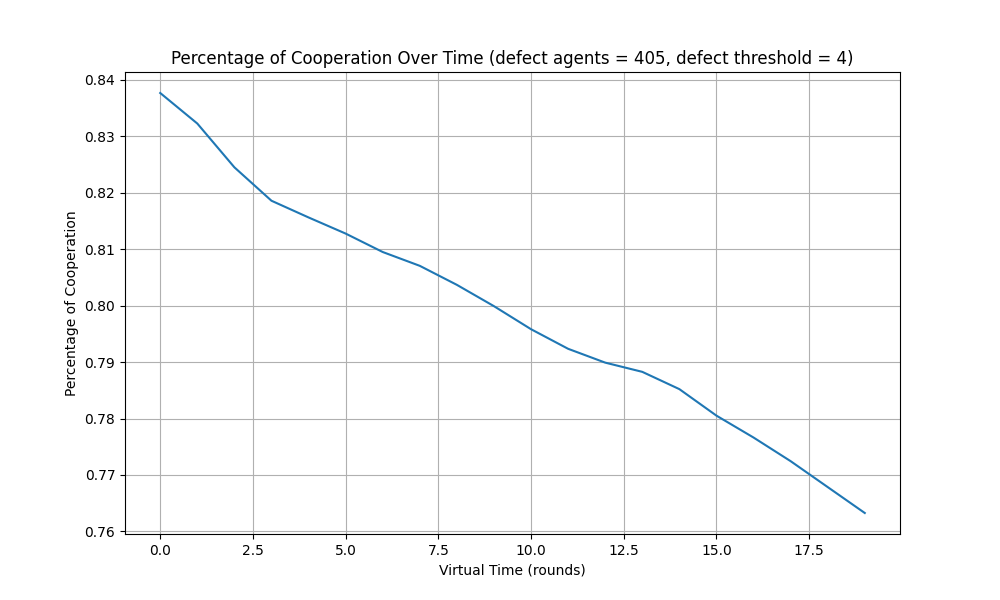 Percentage of Cooperation Over Time (defect agents = 405, defect threshold = 4)
Percentage of Cooperation
0.84
0.83
0.82
0.81
0.80
0.79
0.78
0.77
0.76
0.0 2.5 5.0 7.5 10.0 12.5 15.0 17.5
Virtual Time (rounds)